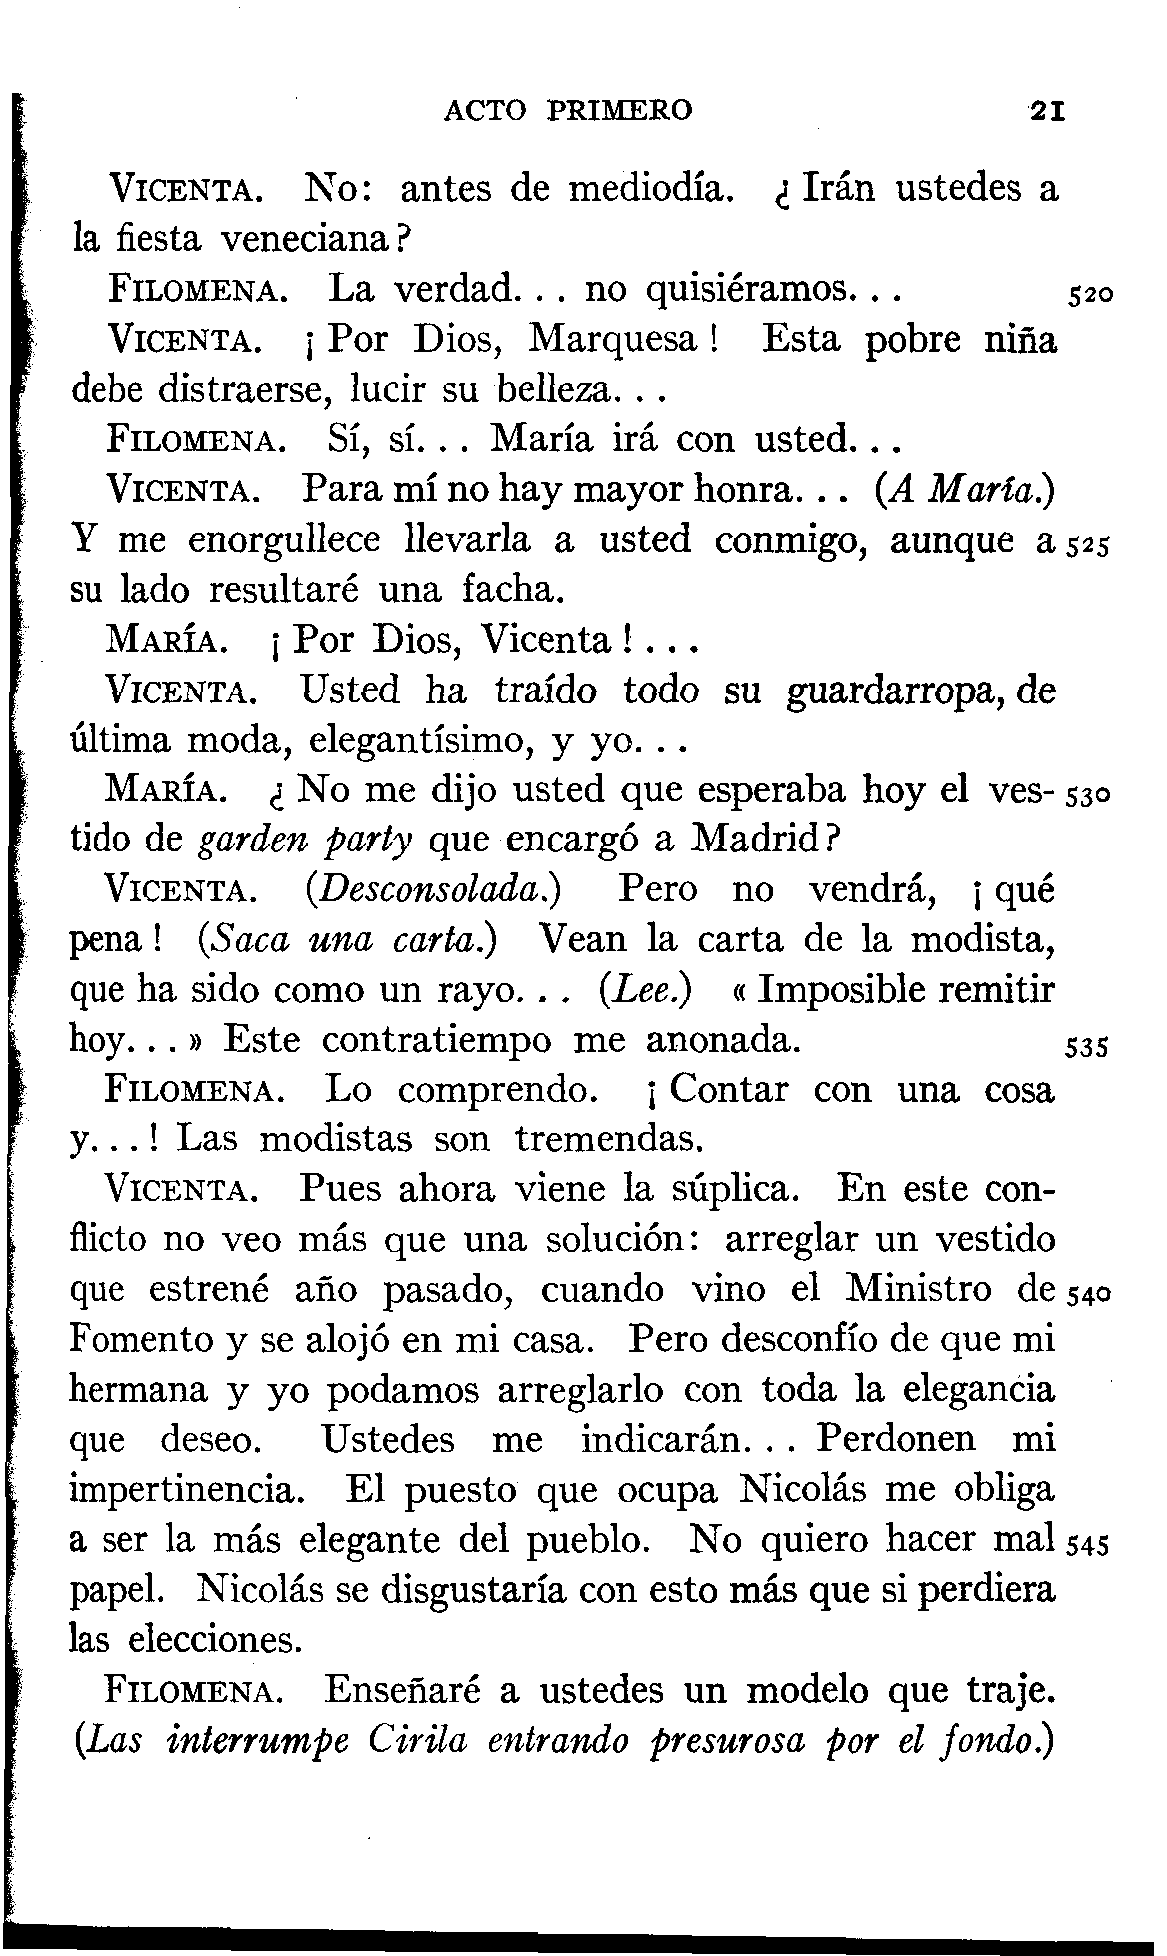 ACTO PRIMERO 21
VICENTA. No: antes de mediodía. ¿ Irán ustedes a
la fiesta veneciana?
FILOMENA. La verdad. . . no quisiéramos. . . 520
VICENTA. ¡ Por Dios, Marquesa ! Esta pobre niña
debe distraerse, lucir su belleza. . .
FILOMENA. Sí, sí. . . María irá con usted. . .
VICENTA. Para mí no hay mayor honra. . . (A María.)
Y me enorgullece llevarla a usted conmigo, aunque a 525
su lado resultaré una facha.
MARÍA. ¡ Por Dios, Vicenta ! . . .
VICENTA. Usted ha traído todo su guardarropa, de
última moda, elegantísimo, y yo. . .
MARÍA. ¿ No me dijo usted que esperaba hoy el ves- 530
tido de garden party que encargó a Madrid?
VICENTA. (Desconsolada.) Pero no vendrá, ¡ qué
pena ! (Saca una carta.) Vean la carta de la modista,
que ha sido como un rayo. . . (Lee.) « Imposible remitir
hoy. . . » Este contratiempo me anonada. 535
FILOMENA. Lo comprendo. ¡ Contar con una cosa
y. . . ! Las modistas son tremendas.
VICENTA. Pues ahora viene la súplica. En este con-
flicto no veo más que una solución: arreglar un vestido
que estrené año pasado, cuando vino el Ministro de 540
Fomento y se alojó en mi casa. Pero desconfío de que mi
hermana y yo podamos arreglarlo con toda la elegancia
que deseo. Ustedes me indicarán. . . Perdonen mi
impertinencia. El puesto que ocupa Nicolás me obliga
a ser la más elegante del pueblo. No quiero hacer mal 545
papel. Nicolás se disgustaría con esto más que si perdiera
las elecciones.
FILOMENA. Enseñaré a ustedes un modelo que traje.
(Las interrumpe Cirila entrando presurosa por el fondo.)